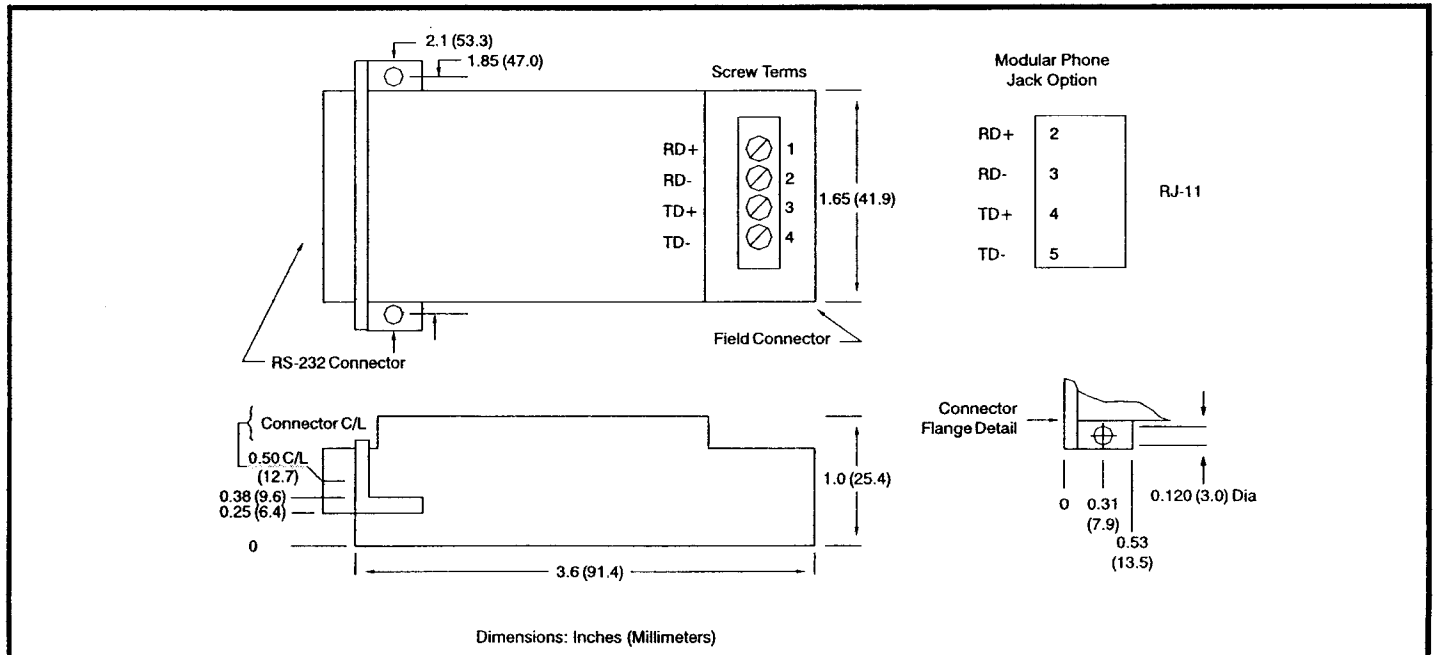 2.1 (53.3)
1.85 (47.0)
Screw Terms
RD+
RD-
TD+
TD-
1
2
3
4
1.65 (41.9)
RS-232 Connector
Field Connector
Modular Phone
Jack Option
RD+ 2
RD- 3
TD+ 4
TD- 5
RJ-11
Connector C/L
0.50 C/L
(12.7)
0.38 (9.6)
0.25 (6.4)
0
1.0 (25.4)
3.6 (91.4)
Connector
Flange Detail
0
0.31
(7.9)
0.53
(13.5)
0.120 (3.0) Dia
Dimensions: Inches (Millimeters)